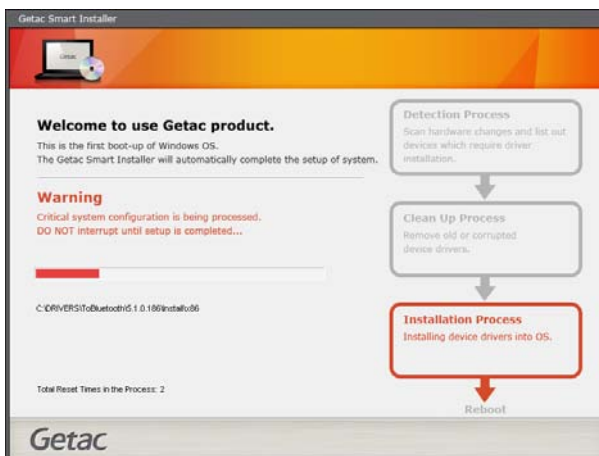 Getac Smart Installer
Getac
Welcome to use Getac product.
This is the first boot-up of Windows OS.
The Getac Smart Installer will automatically complete the setup of system.
Warning
Critical system configuration is being processed.
DO NOT interrupt until setup is completed...
C:\DRIVERS\ToBluetooth\5.1.0.186\install\x86
Total Reset Times in the Process: 2
Detection Process
Scan hardware changes and list out
devices which require driver
installation.
Clean Up Process
Remove old or corrupted
device drivers.
Installation Process
Installing device drivers into OS.
Reboot
Getac